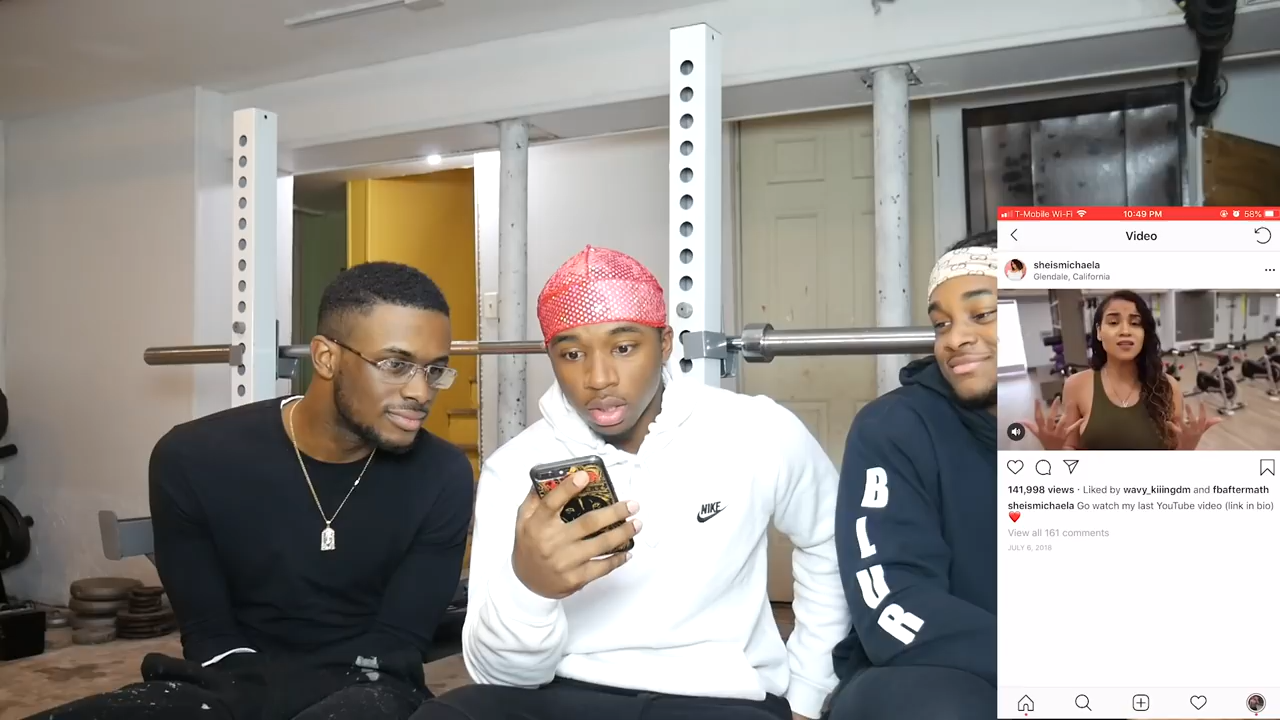 NIKE
BLUR
T-Mobile Wi-Fi 10:49 PM 58%
Video
sheismichaela
Glendale, California
141,998 views · Liked by wavy_kiiingdm and fbaftermath
sheismichaela Go watch my last YouTube video (link in bio)
❤️
View all 161 comments
JULY 6, 2018